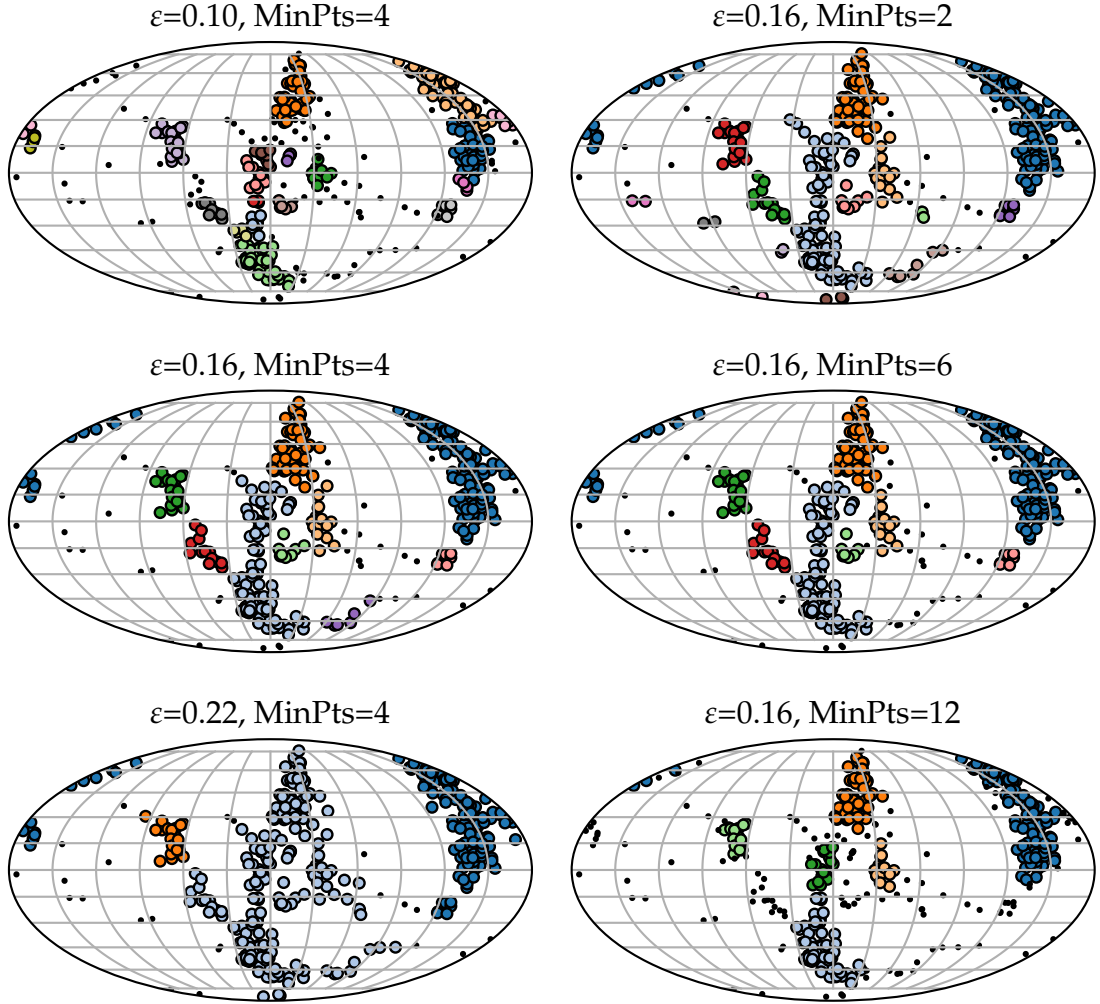 ε=0.10, MinPts=4
ε=0.16, MinPts=2
ε=0.16, MinPts=4
ε=0.16, MinPts=6
ε=0.22, MinPts=4
ε=0.16, MinPts=12